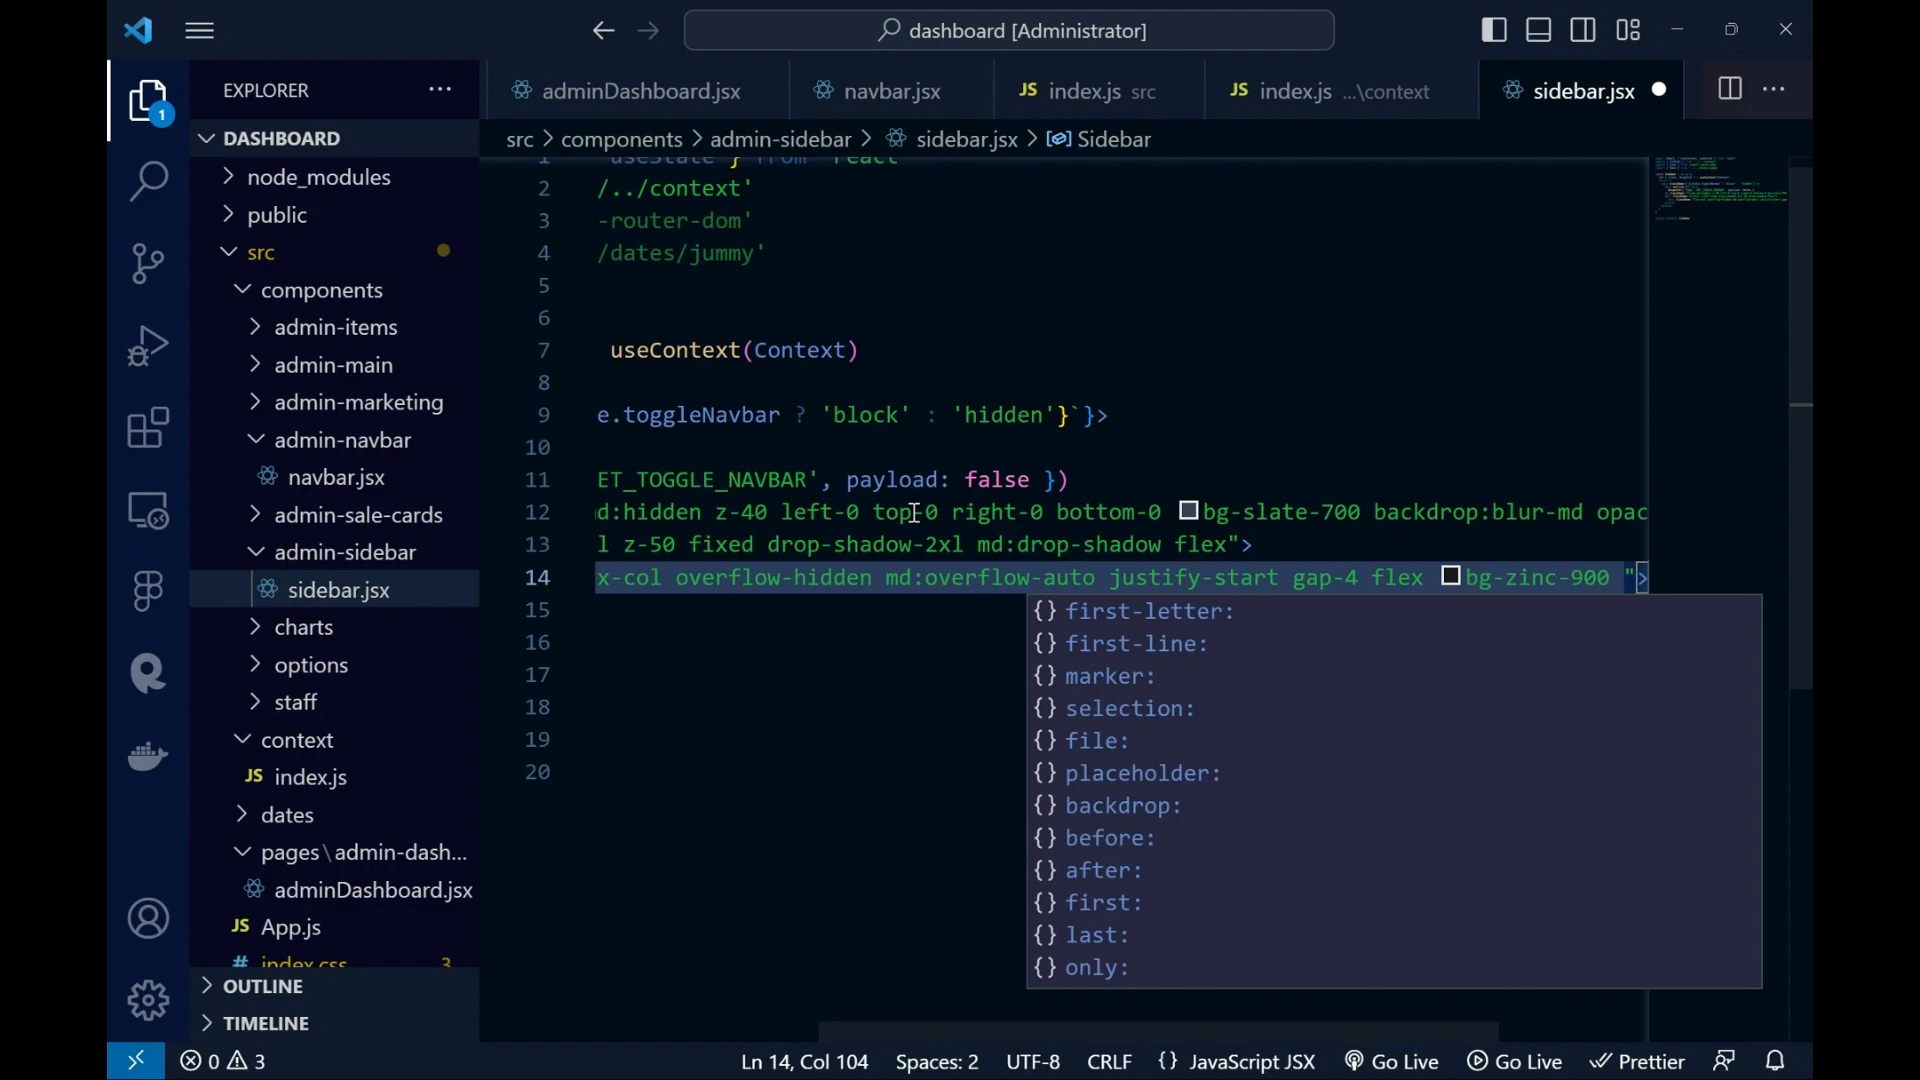 dashboard [Administrator]
EXPLORER
adminDashboard.jsx
navbar.jsx
JS index.js src
JS index.js ...\context
sidebar.jsx
1
DASHBOARD
src > components > admin-sidebar > sidebar.jsx > Sidebar
node_modules
public
src
components
admin-items
admin-main
admin-marketing
admin-navbar
navbar.jsx
admin-sale-cards
admin-sidebar
sidebar.jsx
charts
options
staff
context
JS index.js
dates
pages\admin-dash...
adminDashboard.jsx
JS App.js
# index.css 3
OUTLINE
TIMELINE
1 useState } from 'react
2 /../context'
3 -router-dom'
4 /dates/jummy'
5
6
7 useContext(Context)
8
9 e.toggleNavbar ? 'block' : 'hidden'}`}>
10
11 ET_TOGGLE_NAVBAR', payload: false })
12 d:hidden z-40 left-0 top-0 right-0 bottom-0 bg-slate-700 backdrop:blur-md opac
13 l z-50 fixed drop-shadow-2xl md:drop-shadow flex">
14 x-col overflow-hidden md:overflow-auto justify-start gap-4 flex bg-zinc-900 ">
15
16
17
18
19
20
{} first-letter:
{} first-line:
{} marker:
{} selection:
{} file:
{} placeholder:
{} backdrop:
{} before:
{} after:
{} first:
{} last:
{} only:
0 3
Ln 14, Col 104
Spaces: 2
UTF-8
CRLF
{} JavaScript JSX
Go Live
Go Live
Prettier